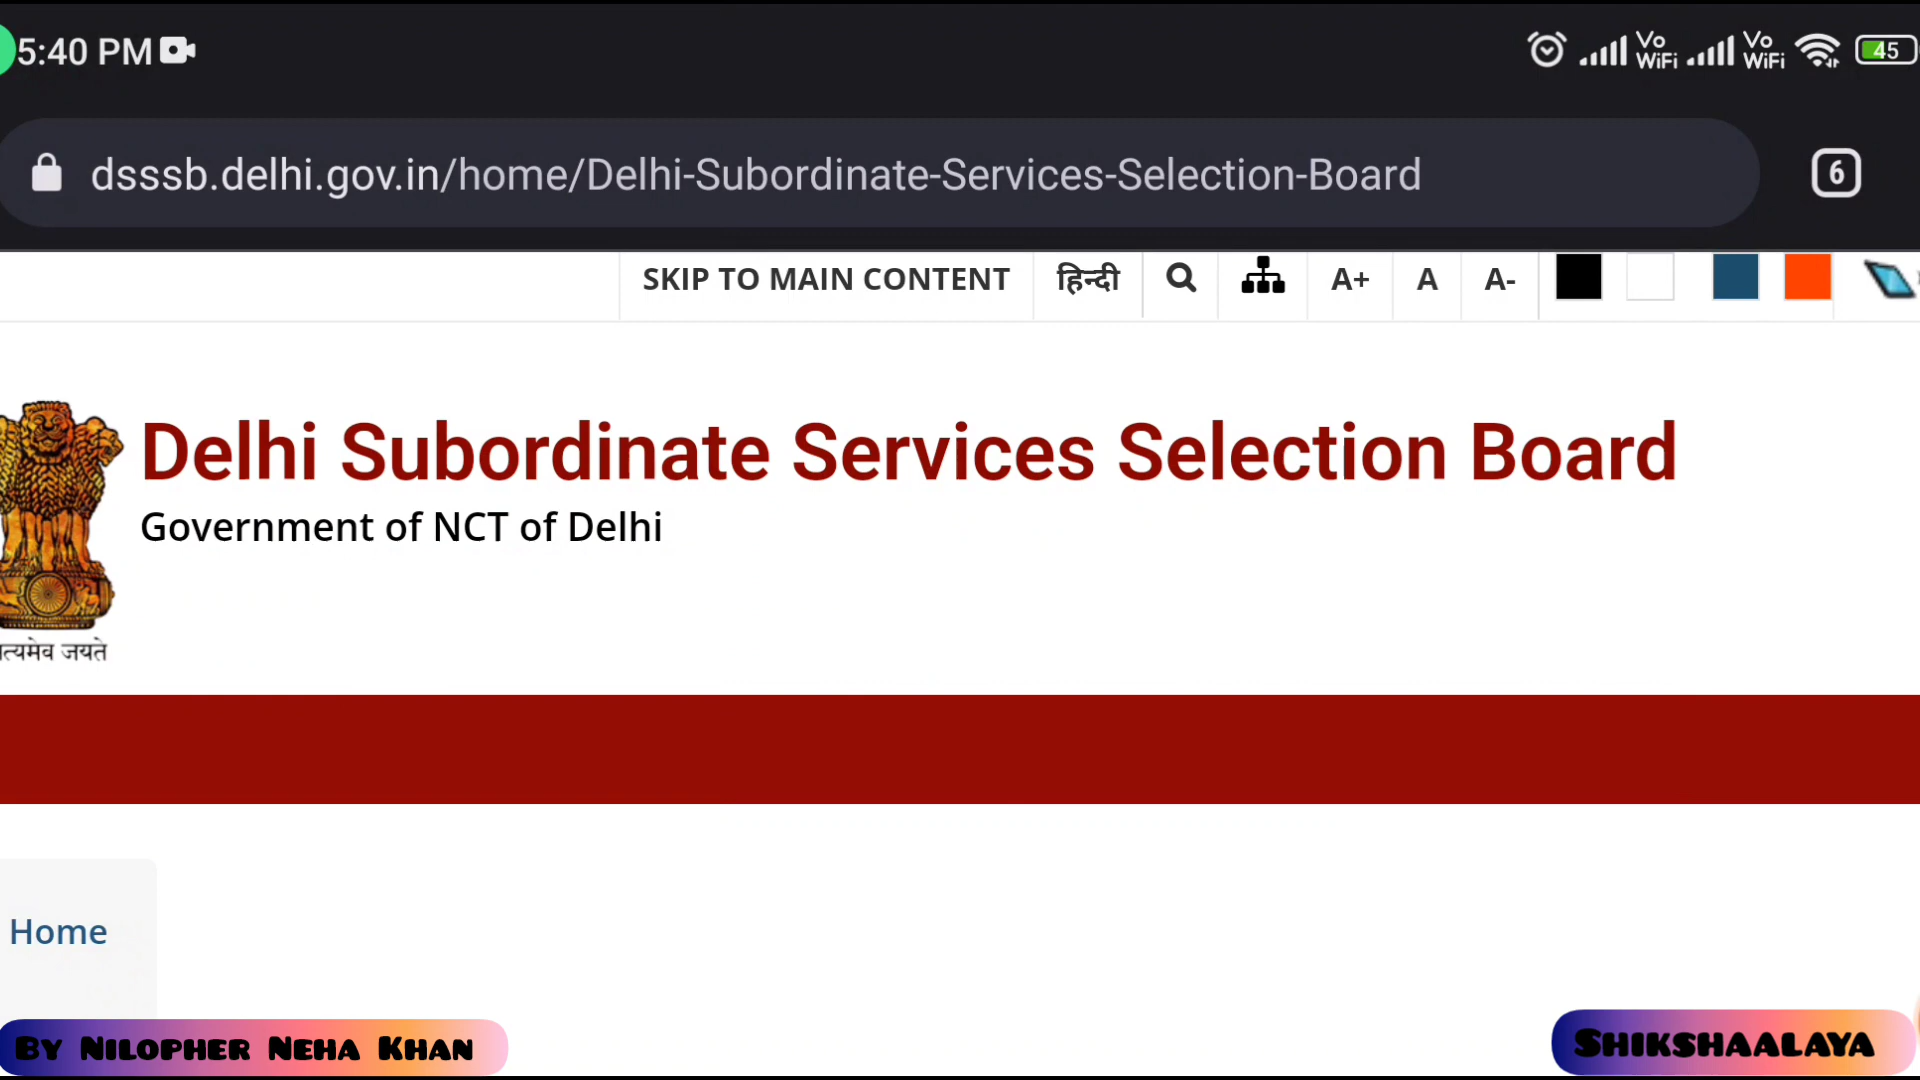 5:40 PM
Vo WiFi Vo WiFi 45
dsssb.delhi.gov.in/home/Delhi-Subordinate-Services-Selection-Board
6
SKIP TO MAIN CONTENT हिन्दी A+ A A-
Delhi Subordinate Services Selection Board
Government of NCT of Delhi
त्यमेव जयते
Home
By Nilopher Neha Khan
Shikshaalaya